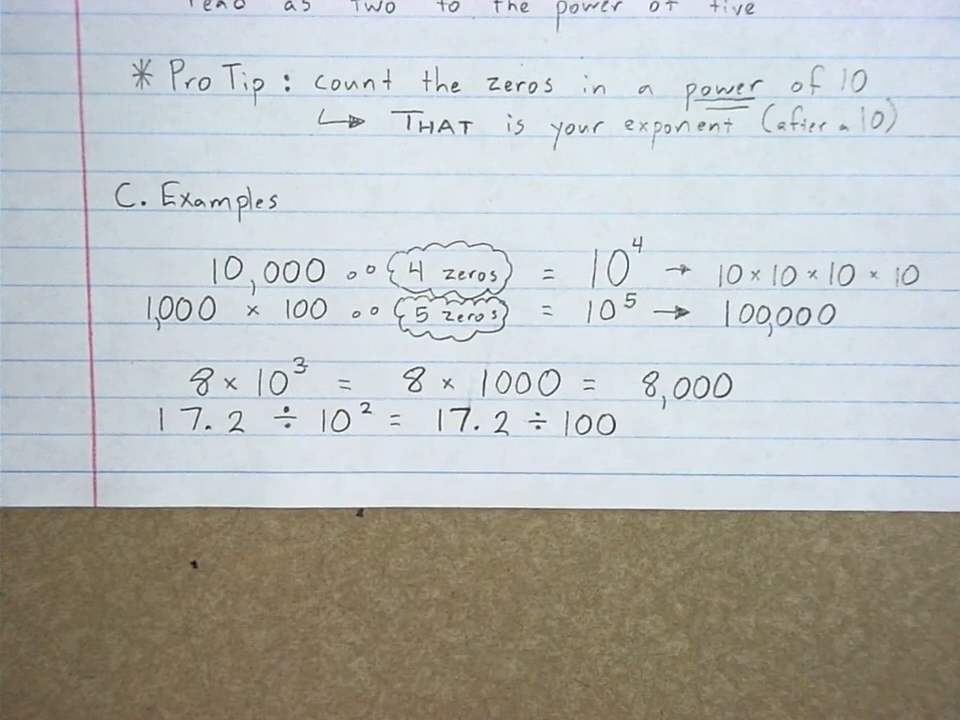 read as two to the power of five
* Pro Tip: count the zeros in a power of 10
↳ THAT is your exponent (after a 10)
C. Examples
10,000 4 zeros = 10⁴ → 10 × 10 × 10 × 10
1,000 × 100 5 zeros = 10⁵ → 100,000
8 × 10³ = 8 × 1000 = 8,000
17.2 ÷ 10² = 17.2 ÷ 100